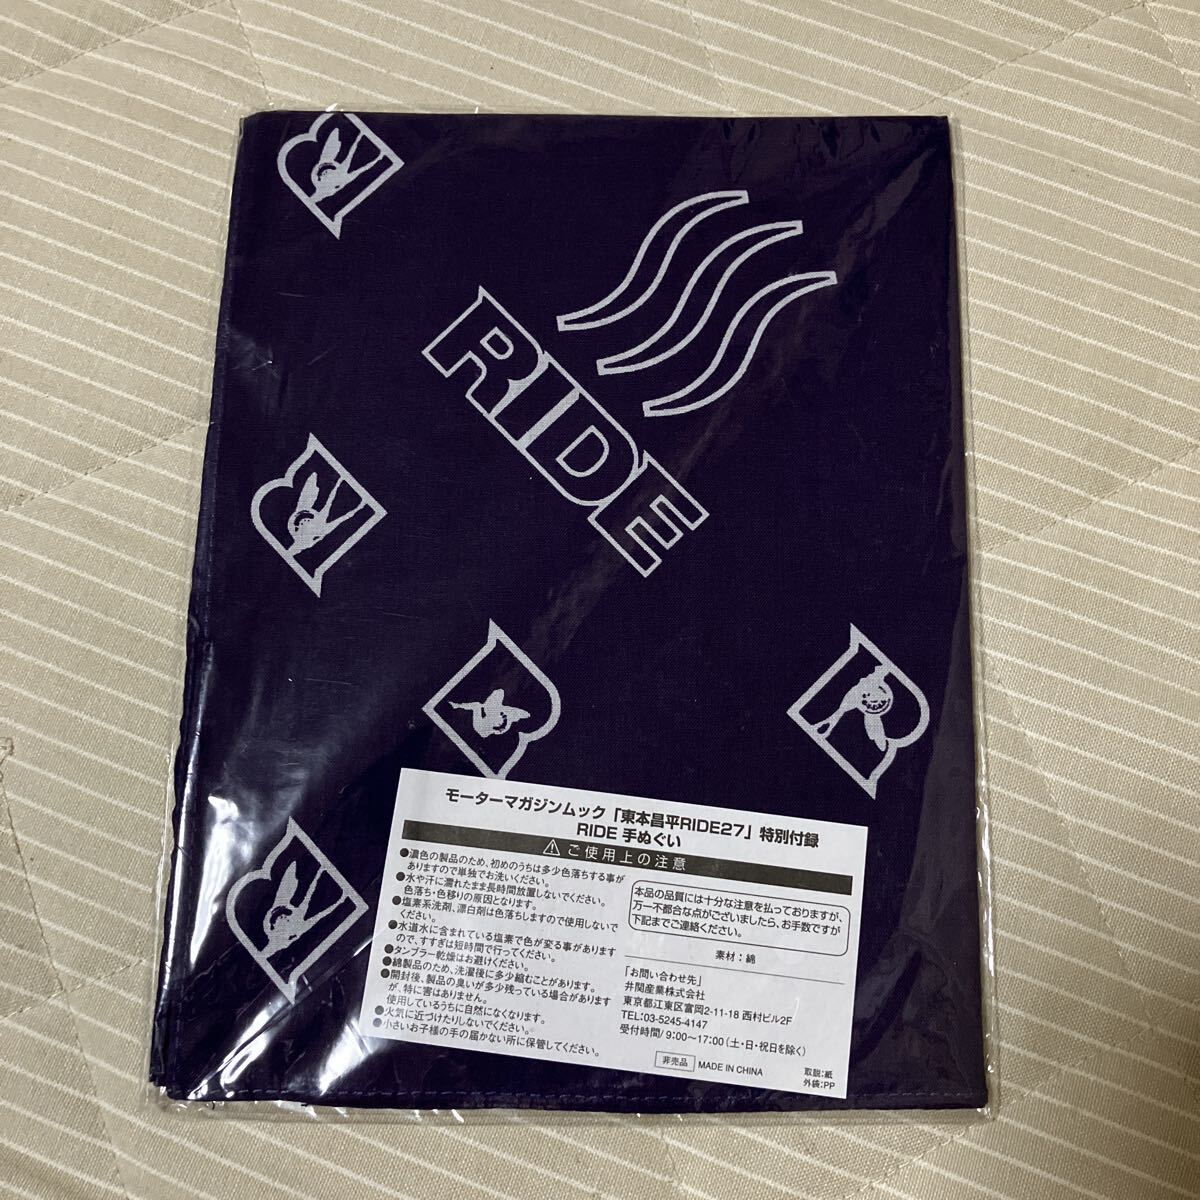 RIDE
モーターマガジンムック「東本昌平RIDE27」特別付録
RIDE 手ぬぐい
ご使用上の注意
●濃色の製品のため、初めのうちは多少色落ちする事が
ありますので単独でお洗いください。
●水や汗に濡れたまま長時間放置しないでください。
色落ち・色移りの原因となります。
●塩素系洗剤、漂白剤は色落ちしますので使用しないで
ください。
●水道水に含まれている塩素で色が変る事があります
ので、すすぎは短時間で行ってください。
●タンブラー乾燥はお避けください。
●綿製品のため、洗濯後に多少縮むことがあります。
●開封後、製品の臭いが多少残っている場合があります
が、特に害はありません。
使用しているうちに自然になくなります。
●火気に近づけたりしないでください。
●小さいお子様の手の届かない所に保管してください。
本品の品質には十分な注意を払っておりますが、
万一不都合な点がございましたら、お手数ですが
下記までご連絡ください。
素材：綿
「お問い合わせ先」
井関産業株式会社
東京都江東区富岡2-11-18 西村ビル2F
TEL:03-5245-4147
受付時間/ 9:00〜17:00（土・日・祝日を除く）
非売品 MADE IN CHINA
取説:紙
外袋:PP